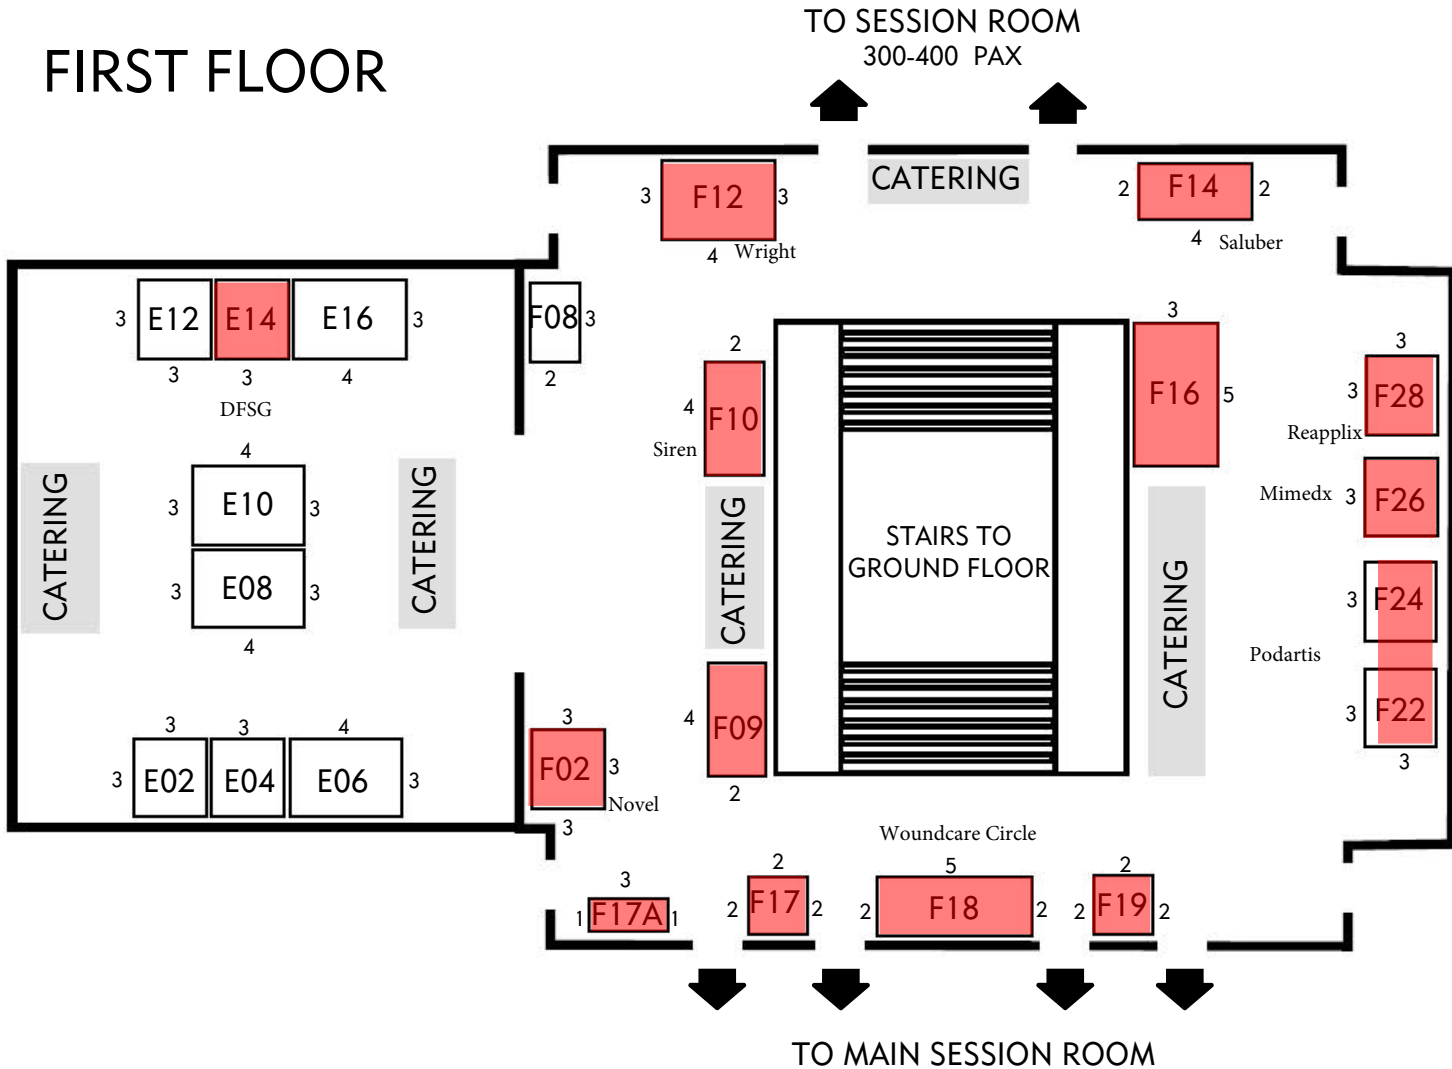 TO SESSION ROOM
300-400 PAX
FIRST FLOOR
CATERING
3 F12 3
4 Wright
2 F14 2
4 Saluber
3 E12 E14 E16 3
3 3 4
DFSG
F08 3
2
2
4 F10
Siren
3
F16 5
3
3 F28
Reapplix
Mimedx 3 F26
CATERING
4
3 E10 3
3 E08 3
4
CATERING
CATERING
STAIRS TO
GROUND FLOOR
CATERING
3 F24
Podartis
3 F22
3
3 3 4
3 E02 E04 E06 3
3
F02 3
Novel
3
4 F09
2
Woundcare Circle
3
1 F17A 1
2
2 F17 2
5
2 F18 2
2
2 F19 2
TO MAIN SESSION ROOM